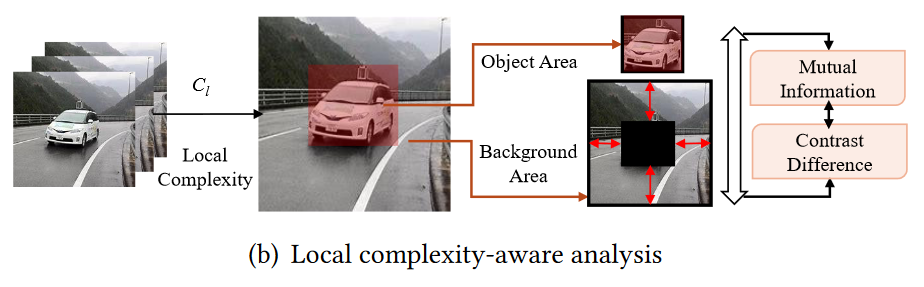 C_l
Local
Complexity
Object Area
Background
Area
Mutual
Information
Contrast
Difference
(b) Local complexity-aware analysis